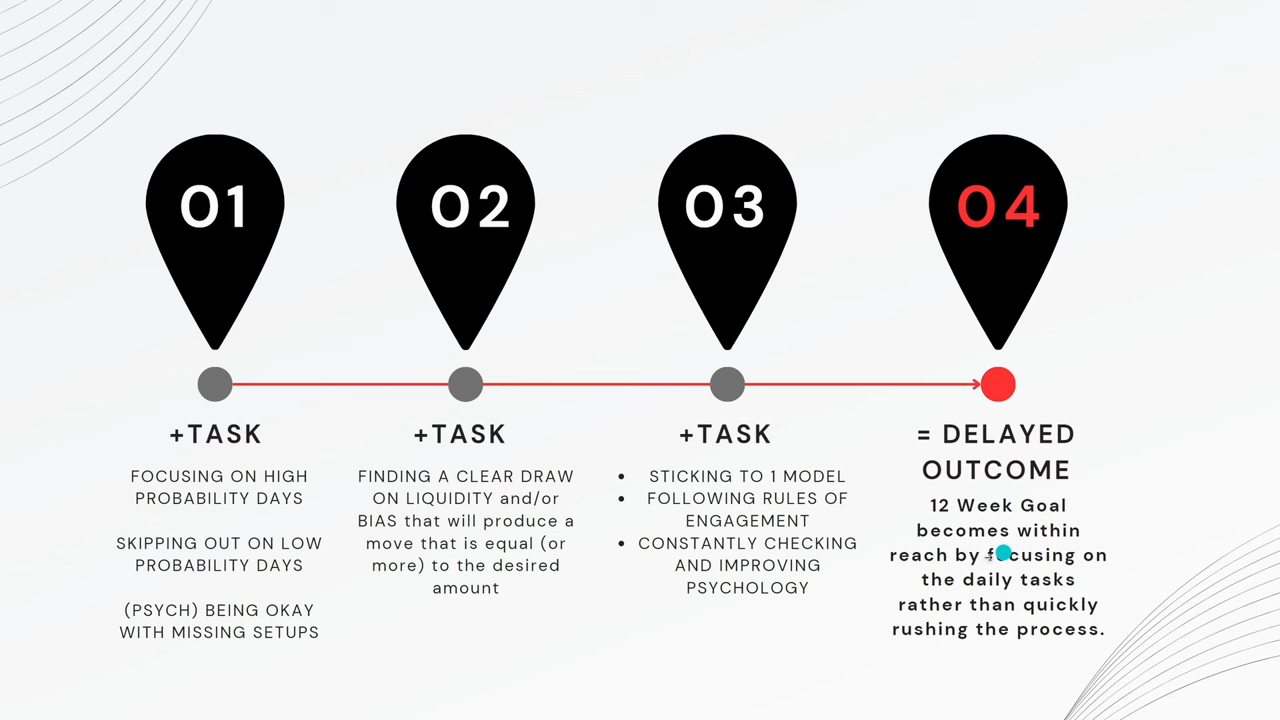 01
02
03
04
+TASK
FOCUSING ON HIGH
PROBABILITY DAYS
SKIPPING OUT ON LOW
PROBABILITY DAYS
(PSYCH) BEING OKAY
WITH MISSING SETUPS
+TASK
FINDING A CLEAR DRAW
ON LIQUIDITY and/or
BIAS that will produce a
move that is equal (or
more) to the desired
amount
+TASK
• STICKING TO 1 MODEL
• FOLLOWING RULES OF
ENGAGEMENT
• CONSTANTLY CHECKING
AND IMPROVING
PSYCHOLOGY
= DELAYED
OUTCOME
12 Week Goal
becomes within
reach by focusing on
the daily tasks
rather than quickly
rushing the process.